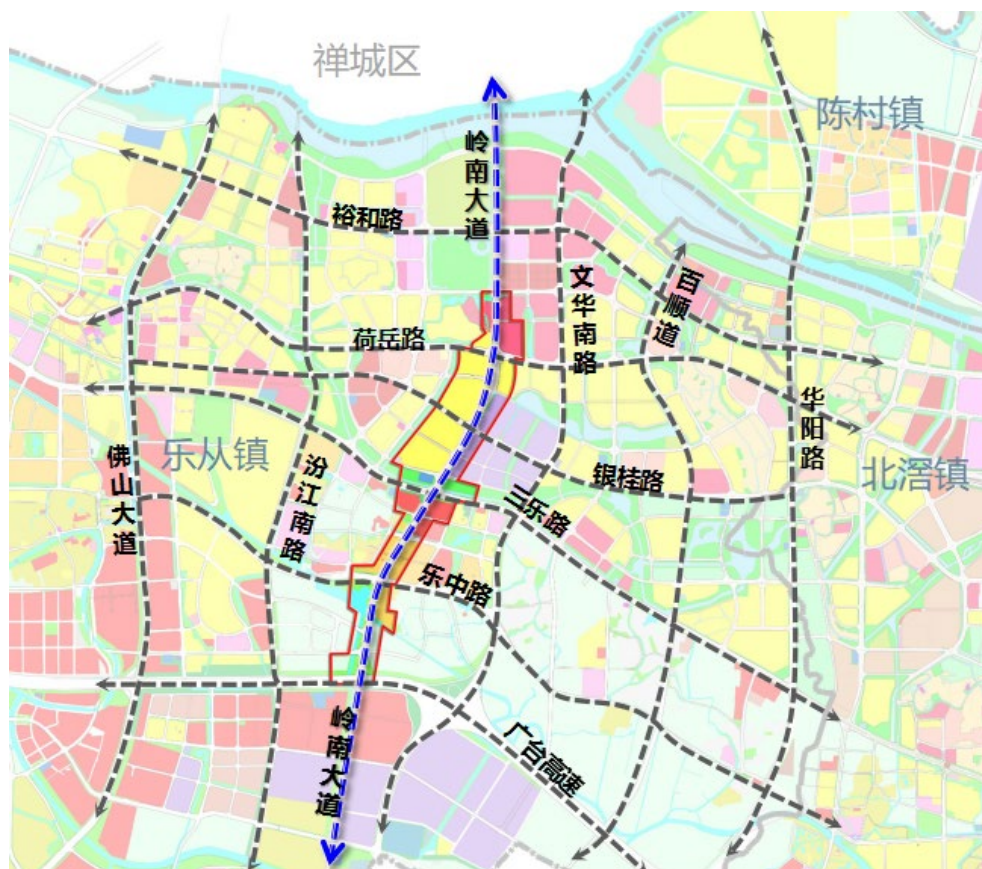 禅城区
陈村镇
岭南大道
裕和路
文华南路
百顺道
荷岳路
华阳路
乐从镇
佛山大道
汾江南路
银桂路
北滘镇
三乐路
乐中路
岭南大道
广台高速